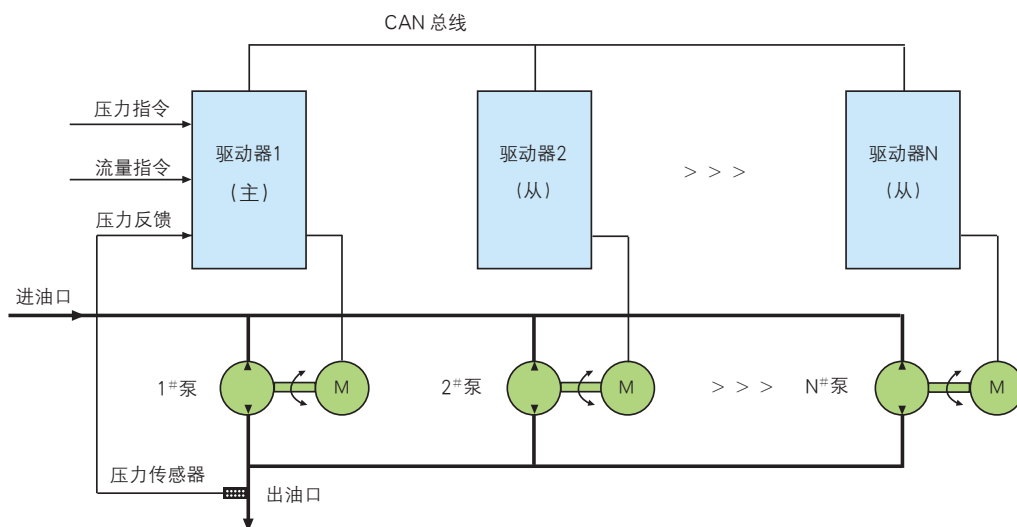 CAN 总线
压力指令
流量指令
压力反馈
驱动器1
(主)
驱动器2
(从)
> > >
驱动器N
(从)
进油口
1#泵
M
2#泵
M
> > >
N#泵
M
压力传感器
出油口